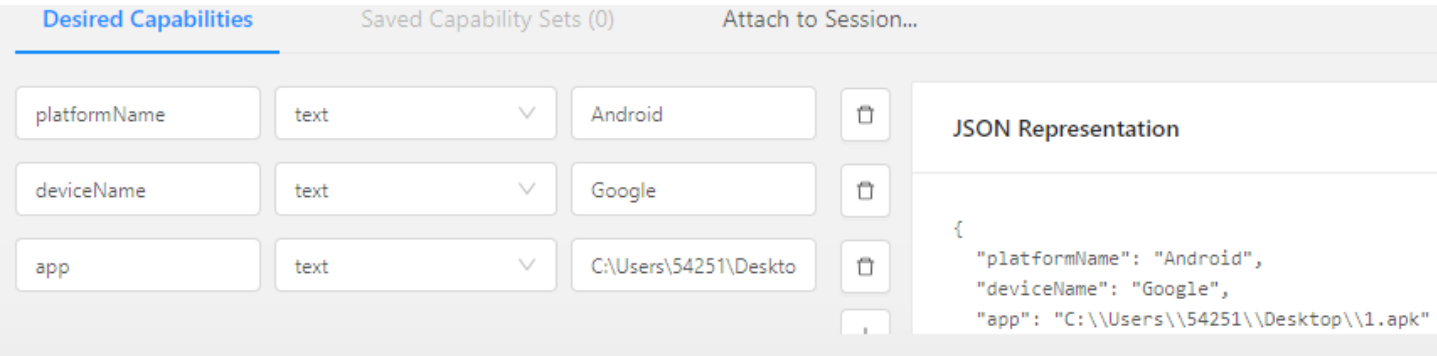 Desired Capabilities
Saved Capability Sets (0)
Attach to Session...
platformName
text
Android
deviceName
text
Google
app
text
C:\Users\54251\Deskto
JSON Representation
{
"platformName": "Android",
"deviceName": "Google",
"app": "C:\\Users\\54251\\Desktop\\1.apk"